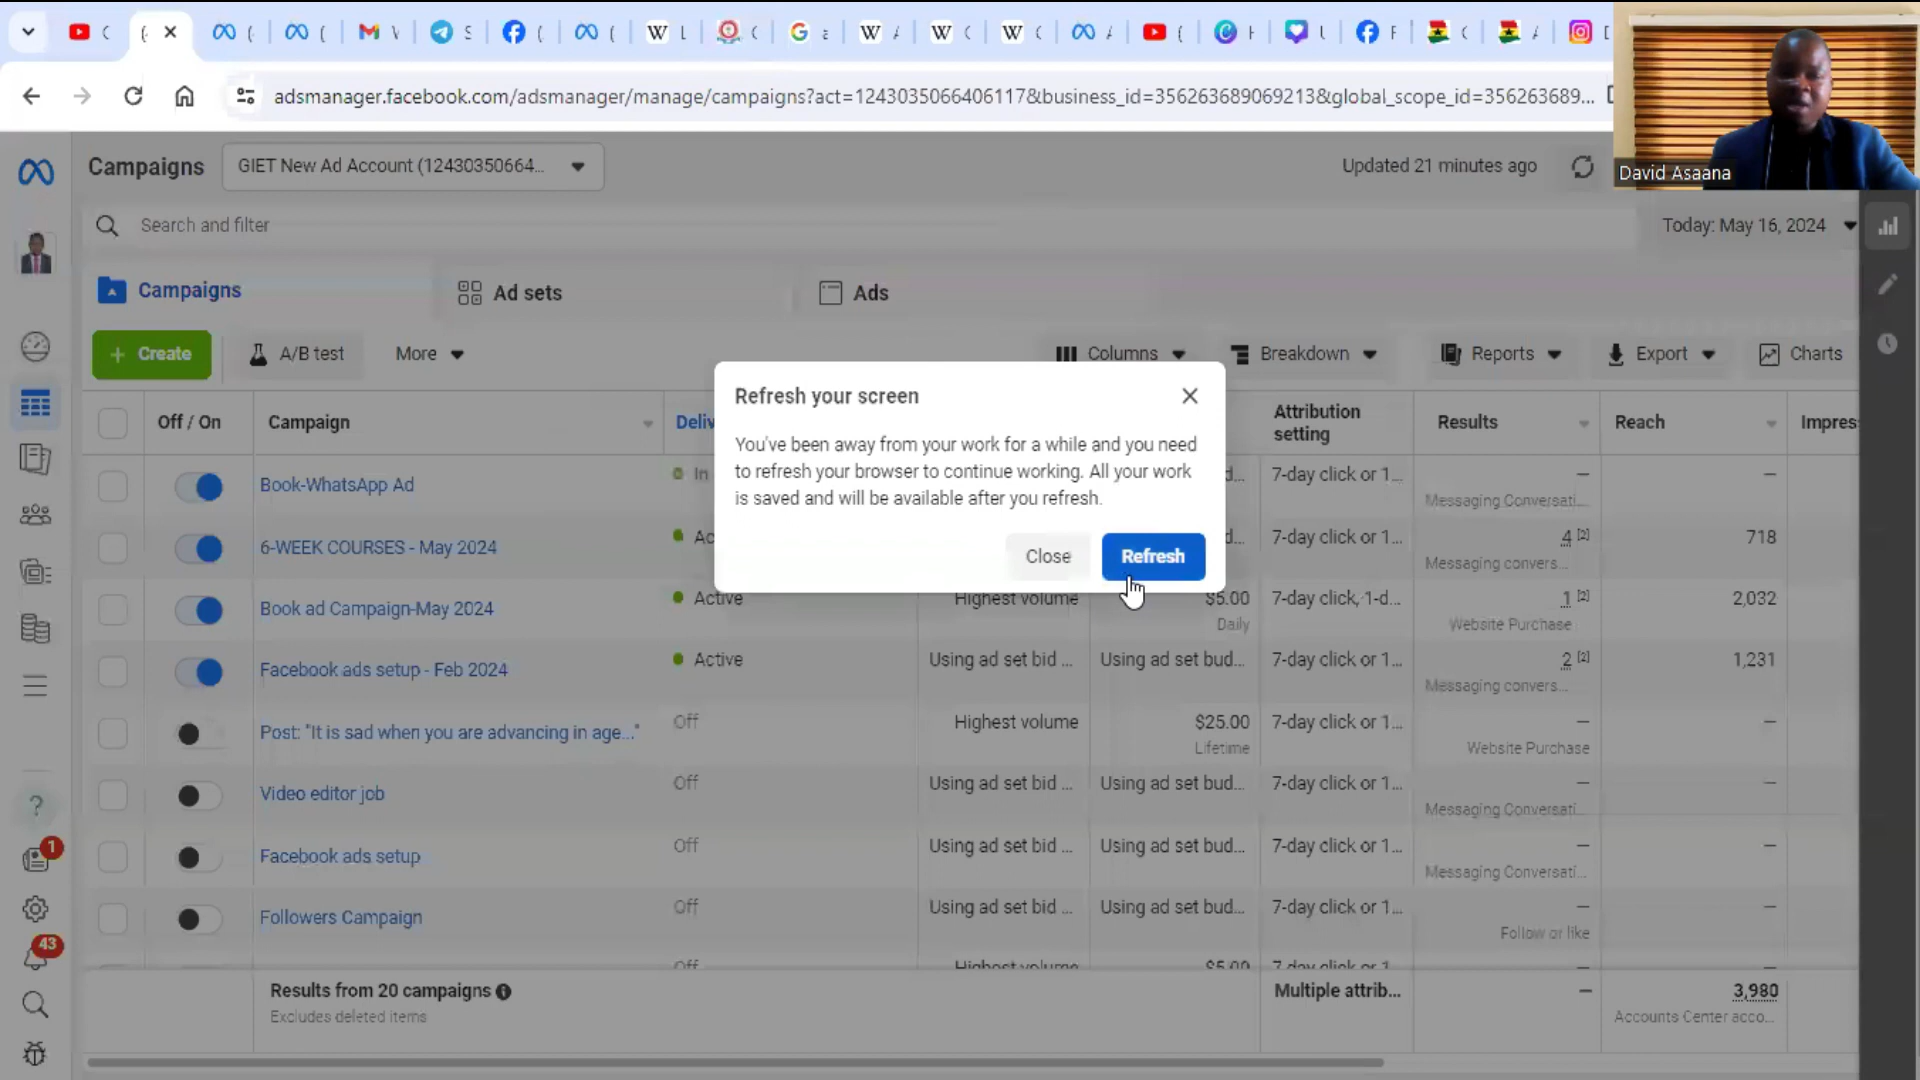 adsmanager.facebook.com/adsmanager/manage/campaigns?act=1243035066406117&business_id=356263689069213&global_scope_id=356263689...
David Asaana
Campaigns
GIET New Ad Account (12430350664...
Updated 21 minutes ago
Search and filter
Today: May 16, 2024
Campaigns
Ad sets
Ads
+ Create
A/B test
More
Columns
Breakdown
Reports
Export
Charts
Off / On
Campaign
Deliv
Attribution setting
Results
Reach
Impres
Refresh your screen
You've been away from your work for a while and you need
to refresh your browser to continue working. All your work
is saved and will be available after you refresh.
Close
Refresh
Book-WhatsApp Ad
In
7-day click or 1...
—
—
Messaging Conversati...
6-WEEK COURSES - May 2024
Ac
7-day click or 1...
4 [2]
718
Messaging convers...
Book ad Campaign-May 2024
Active
Highest volume
$5.00
7-day click, 1-d...
1 [2]
2,032
Daily
Website Purchase
Facebook ads setup - Feb 2024
Active
Using ad set bid ...
Using ad set bud...
7-day click or 1...
2 [2]
1,231
Messaging convers...
Post: "It is sad when you are advancing in age..."
Off
Highest volume
$25.00
7-day click or 1...
—
—
Lifetime
Website Purchase
Video editor job
Off
Using ad set bid ...
Using ad set bud...
7-day click or 1...
—
—
Messaging Conversati...
Facebook ads setup
Off
Using ad set bid ...
Using ad set bud...
7-day click or 1...
—
—
Messaging Conversati...
Followers Campaign
Off
Using ad set bid ...
Using ad set bud...
7-day click or 1...
—
—
Follow or like
Off
Highest volume
$5.00
7-day click or 1
Results from 20 campaigns
Excludes deleted items
Multiple attrib...
—
3,980
Accounts Center acco...
1
43